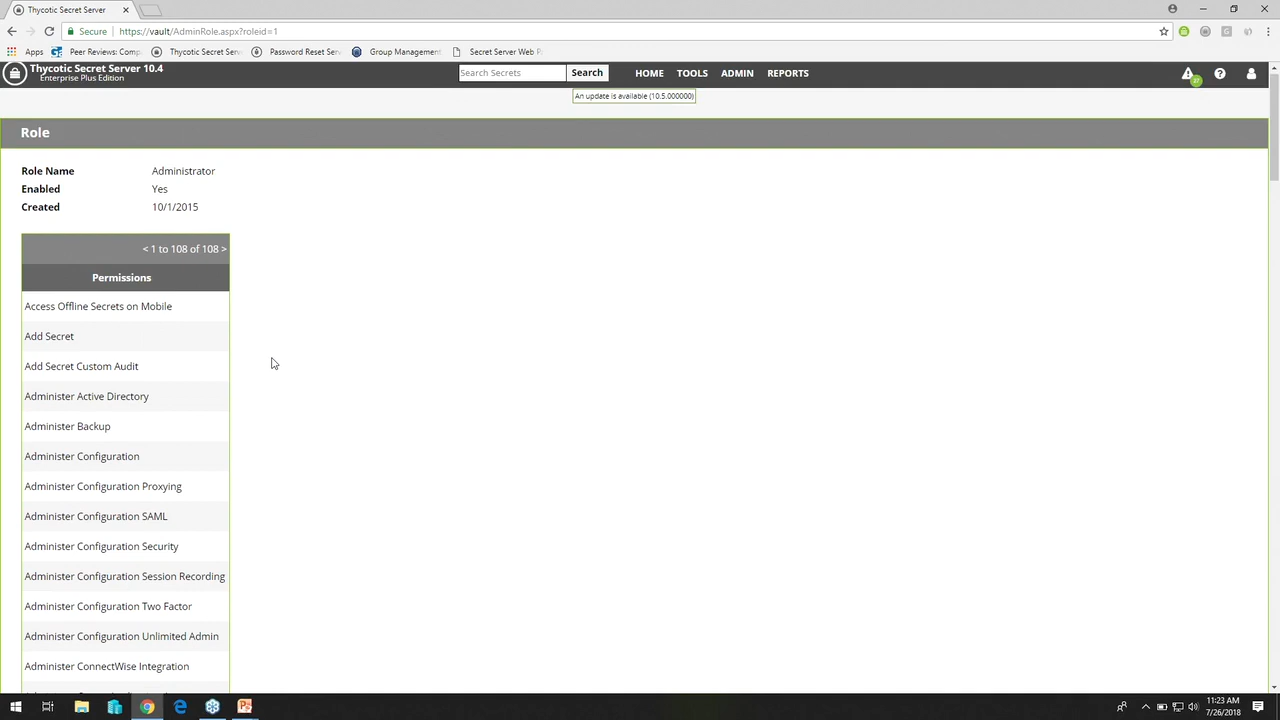 Thycotic Secret Server
Secure
https://vault/AdminRole.aspx?roleid=1
Apps
Peer Reviews: Comp
Thycotic Secret Serv
Password Reset Ser
Group Management
Secret Server Web P
Thycotic Secret Server 10.4
Enterprise Plus Edition
Search Secrets
Search
HOME
TOOLS
ADMIN
REPORTS
An update is available (10.5.000000)
Role
Role Name Administrator
Enabled Yes
Created 10/1/2015
< 1 to 108 of 108 >
Permissions
Access Offline Secrets on Mobile
Add Secret
Add Secret Custom Audit
Administer Active Directory
Administer Backup
Administer Configuration
Administer Configuration Proxying
Administer Configuration SAML
Administer Configuration Security
Administer Configuration Session Recording
Administer Configuration Two Factor
Administer Configuration Unlimited Admin
Administer ConnectWise Integration
11:23 AM
7/26/2018